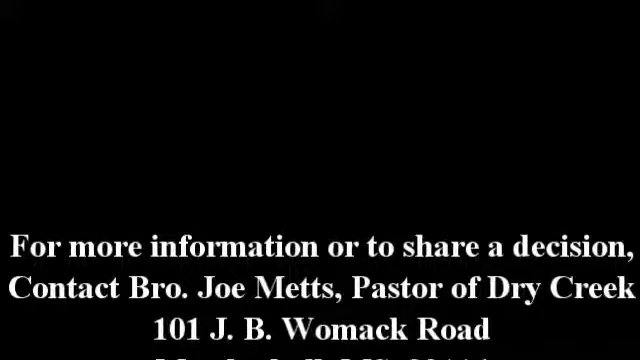 For more information or to share a decision,
Contact Bro. Joe Metts, Pastor of Dry Creek
101 J. B. Womack Road